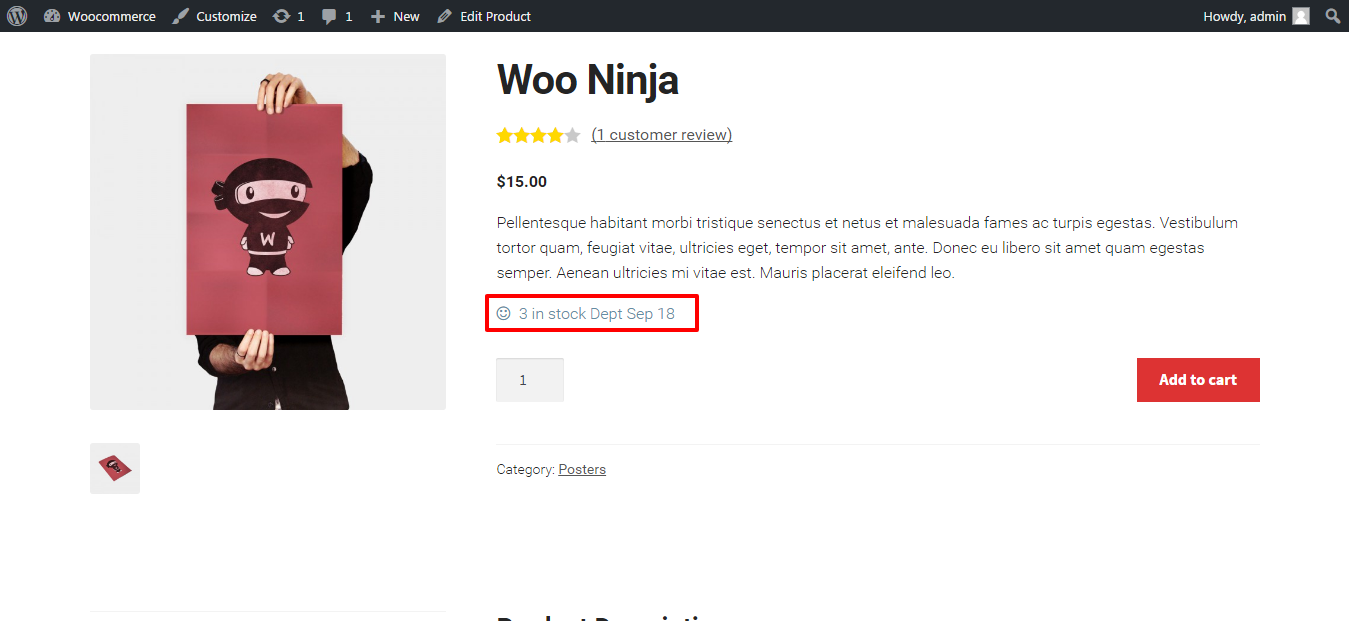 Woocommerce Customize 1 1 New Edit Product Howdy, admin
Woo Ninja
(1 customer review)
$15.00
Pellentesque habitant morbi tristique senectus et netus et malesuada fames ac turpis egestas. Vestibulum
tortor quam, feugiat vitae, ultricies eget, tempor sit amet, ante. Donec eu libero sit amet quam egestas
semper. Aenean ultricies mi vitae est. Mauris placerat eleifend leo.
3 in stock Dept Sep 18
1 Add to cart
W
Category: Posters